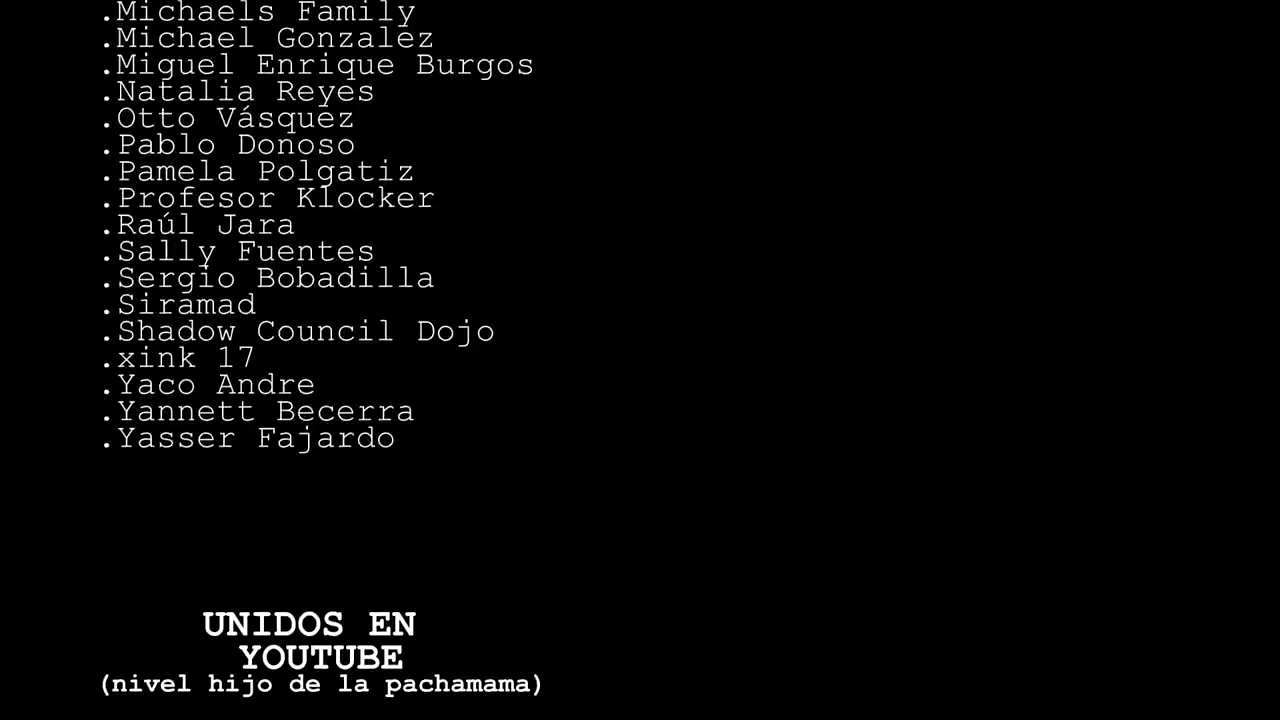 .Michaels Family
.Michael Gonzalez
.Miguel Enrique Burgos
.Natalia Reyes
.Otto Vásquez
.Pablo Donoso
.Pamela Polgatiz
.Profesor Klocker
.Raúl Jara
.Sally Fuentes
.Sergio Bobadilla
.Siramad
.Shadow Council Dojo
.xink 17
.Yaco Andre
.Yannett Becerra
.Yasser Fajardo
UNIDOS EN
YOUTUBE
(nivel hijo de la pachamama)